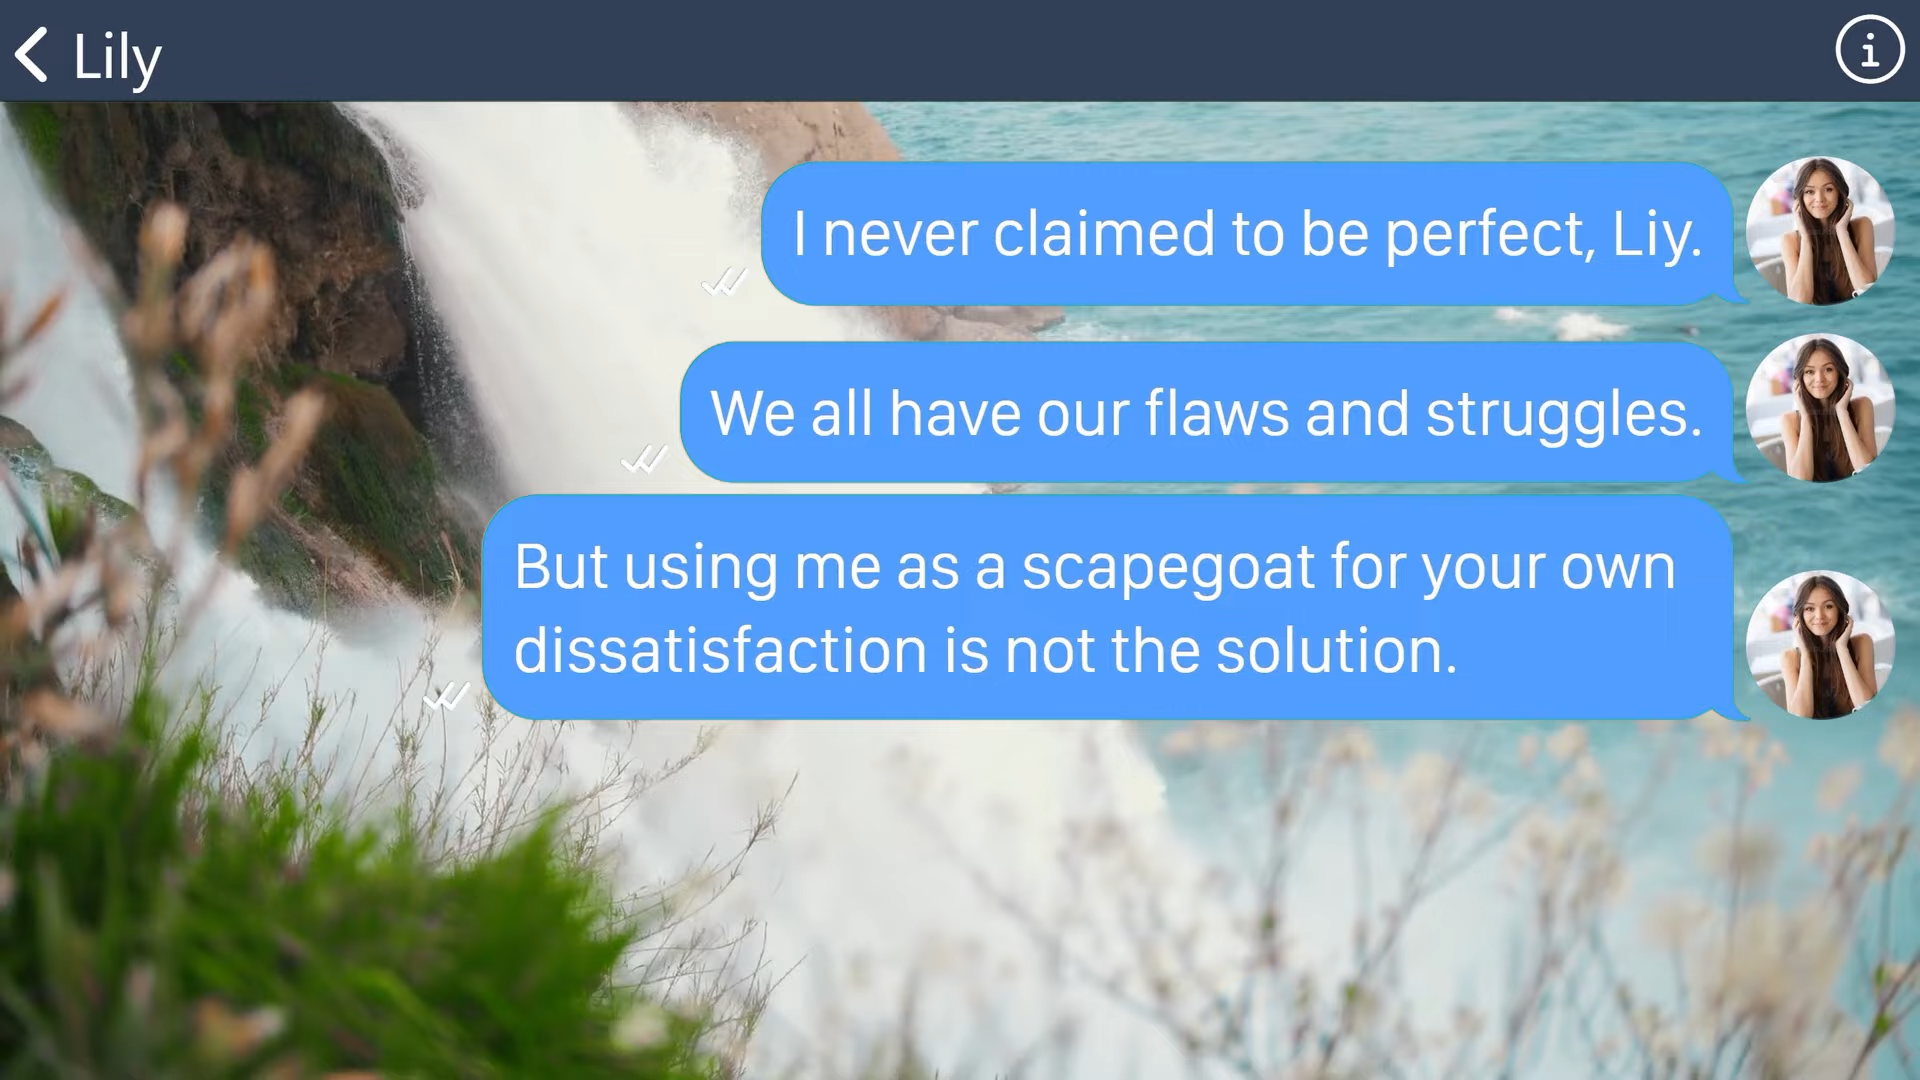 Lily
I never claimed to be perfect, Liy.
We all have our flaws and struggles.
But using me as a scapegoat for your own
dissatisfaction is not the solution.